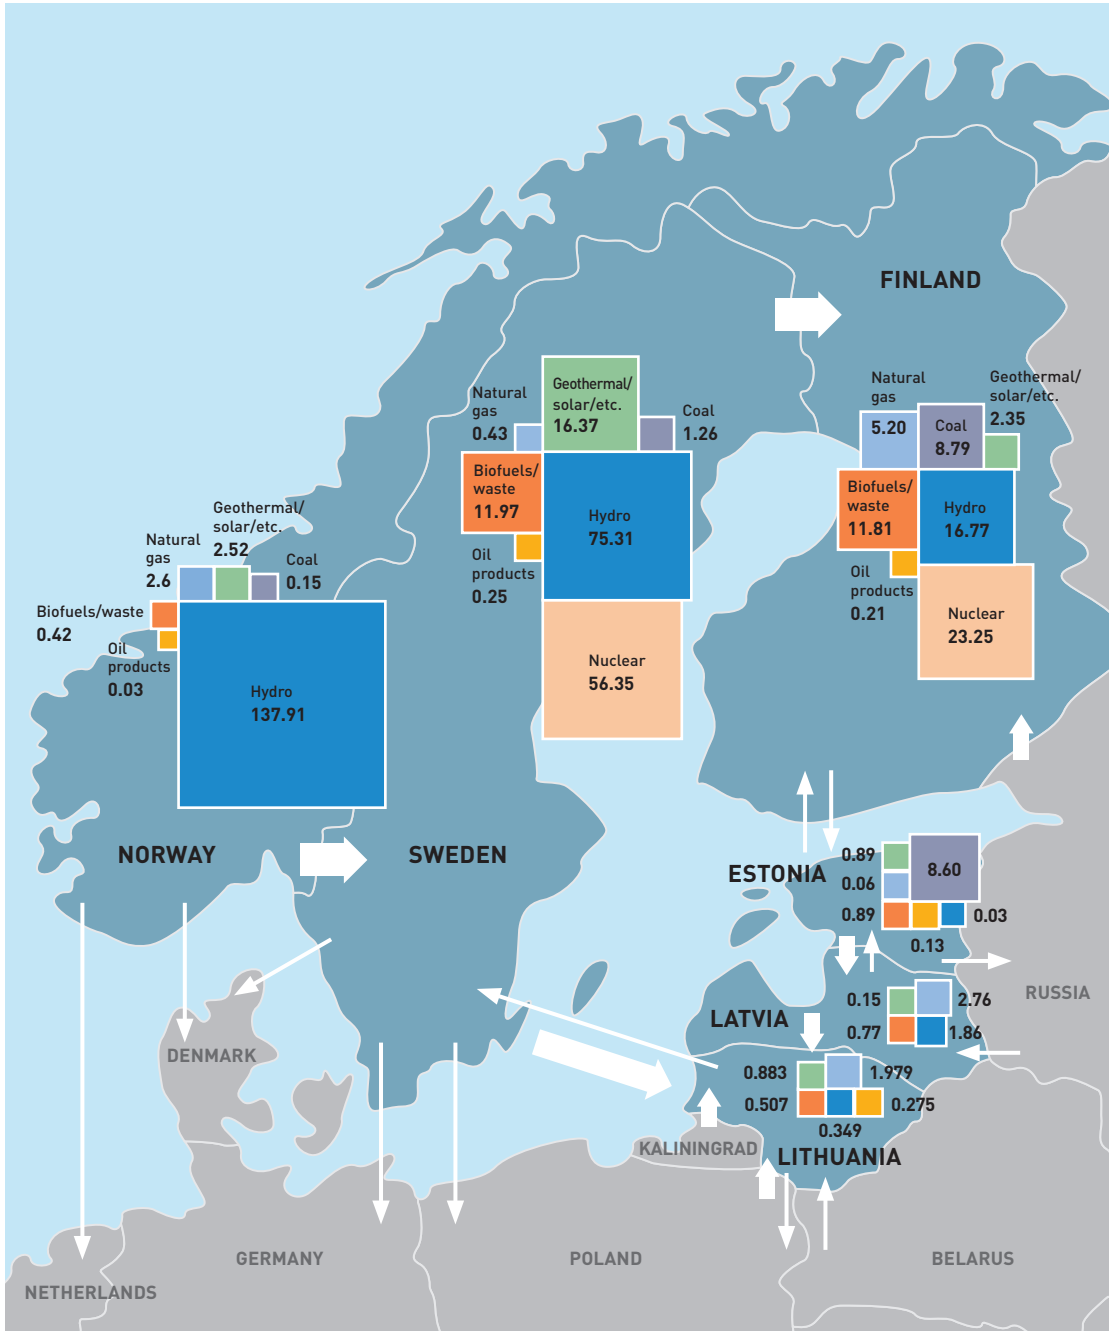 FINLAND
Natural
gas
5.20
Coal
8.79
Geothermal/
solar/etc.
2.35
Biofuels/
waste
11.81
Hydro
16.77
Oil
products
0.21
Nuclear
23.25
Natural
gas
0.43
Geothermal/
solar/etc.
16.37
Coal
1.26
Biofuels/
waste
11.97
Hydro
75.31
Oil
products
0.25
Nuclear
56.35
Geothermal/
solar/etc.
2.52
Natural
gas
2.6
Coal
0.15
Biofuels/waste
0.42
Oil
products
0.03
Hydro
137.91
NORWAY
SWEDEN
ESTONIA
0.89
8.60
0.06
0.89
0.03
0.13
RUSSIA
LATVIA
0.15
2.76
0.77
1.86
DENMARK
0.883
1.979
0.507
0.275
0.349
KALININGRAD
LITHUANIA
GERMANY
POLAND
BELARUS
NETHERLANDS